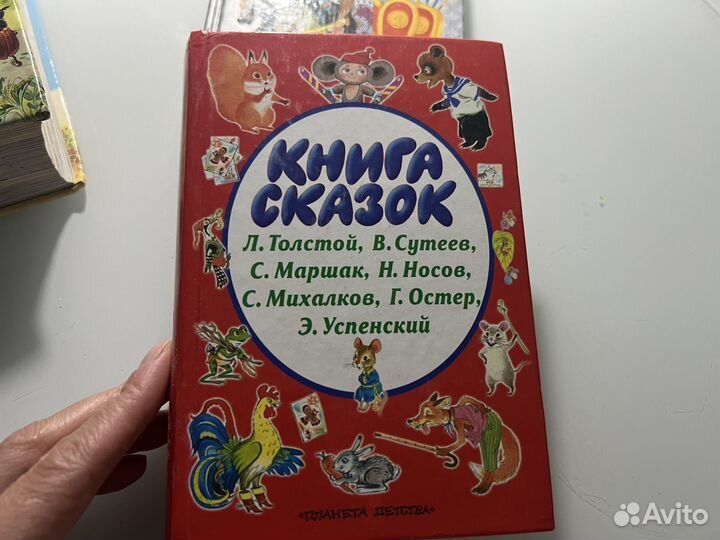 КНИГА
СКАЗОК
Л. Толстой, В. Сутеев,
С. Маршак, Н. Носов,
С. Михалков, Г. Остер,
Э. Успенский
«ПЛАНЕТА ДЕТСТВА»
Avito